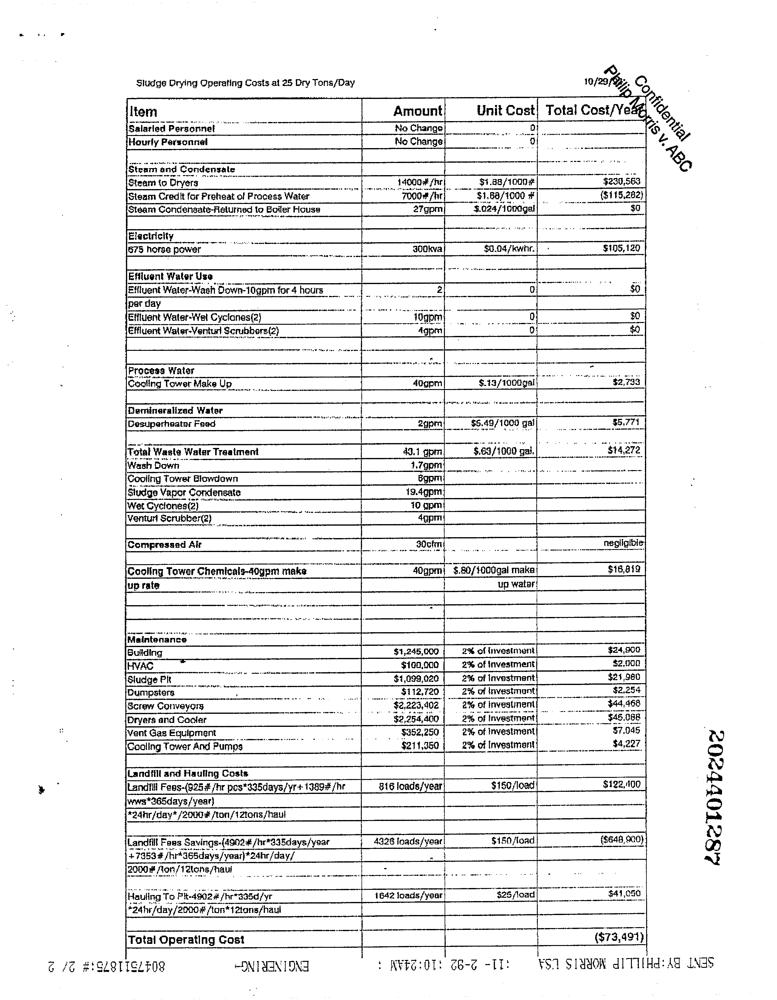 Sludge Drying Operating Costs at 25 Dry Tons/Day 10/29/
Confidential
Philip Morris v. ABC
Item Amount Unit Cost Total Cost/Year
Salaried Personnel No Change 0
Hourly Personnel No Change 0
Steam and Condensate
Steam to Dryers 14000#/hr $1.88/1000# $230,563
Steam Credit for Preheat of Process Water 7000#/hr $1.88/1000 # ($115,282)
Steam Condensate-Returned to Boiler House 27gpm $.024/1000gal $0
Electricity
675 horse power 300kva $0.04/kwhr. $105,120
Effluent Water Use
Effluent Water-Wash Down-10gpm for 4 hours 2 0 $0
per day
Effluent Water-Wet Cyclones(2) 10gpm 0 $0
Effluent Water-Venturi Scrubbers(2) 4gpm 0 $0
Process Water
Cooling Tower Make Up 40gpm $.13/1000gal $2,733
Demineralized Water
Desuperheater Feed 2gpm $5.49/1000 gal $5,771
Total Waste Water Treatment 43.1 gpm $.63/1000 gal. $14,272
Wash Down 1.7gpm
Cooling Tower Blowdown 8gpm
Sludge Vapor Condensate 19.4gpm
Wet Cyclones(2) 10 gpm
Venturi Scrubber(2) 4gpm
Compressed Air 30cfm negligible
Cooling Tower Chemicals-40gpm make 40gpm $.80/1000gal make $16,819
up rate up water
Maintenance
Building $1,245,000 2% of Investment $24,900
HVAC $100,000 2% of Investment $2,000
Sludge Pit $1,099,020 2% of Investment $21,980
Dumpsters $112,720 2% of Investment $2,254
Screw Conveyors $2,223,402 2% of Investment $44,468
Dryers and Cooler $2,254,400 2% of Investment $45,088
Vent Gas Equipment $352,250 2% of Investment $7,045
Cooling Tower And Pumps $211,350 2% of Investment $4,227
Landfill and Hauling Costs
Landfill Fees-(925#/hr pcs*335days/yr+1389#/hr 816 loads/year $150/load $122,400
wws*365days/year)
*24hr/day*/2000#/ton/12tons/haul
Landfill Fees Savings-(4902#/hr*335days/year 4326 loads/year $150/load ($648,900)
+7353#/hr*365days/year)*24hr/day/
2000#/ton/12tons/haul
Hauling To Pit-4902#/hr*335d/yr 1642 loads/year $25/load $41,050
*24hr/day/2000#/ton*12tons/haul
Total Operating Cost ($73,491)
2024401287
SENT BY:PHILLIP MORRIS USA :11- 2-92 :10:24AM : ENGINEERING→ 8047511875:# 2/ 2